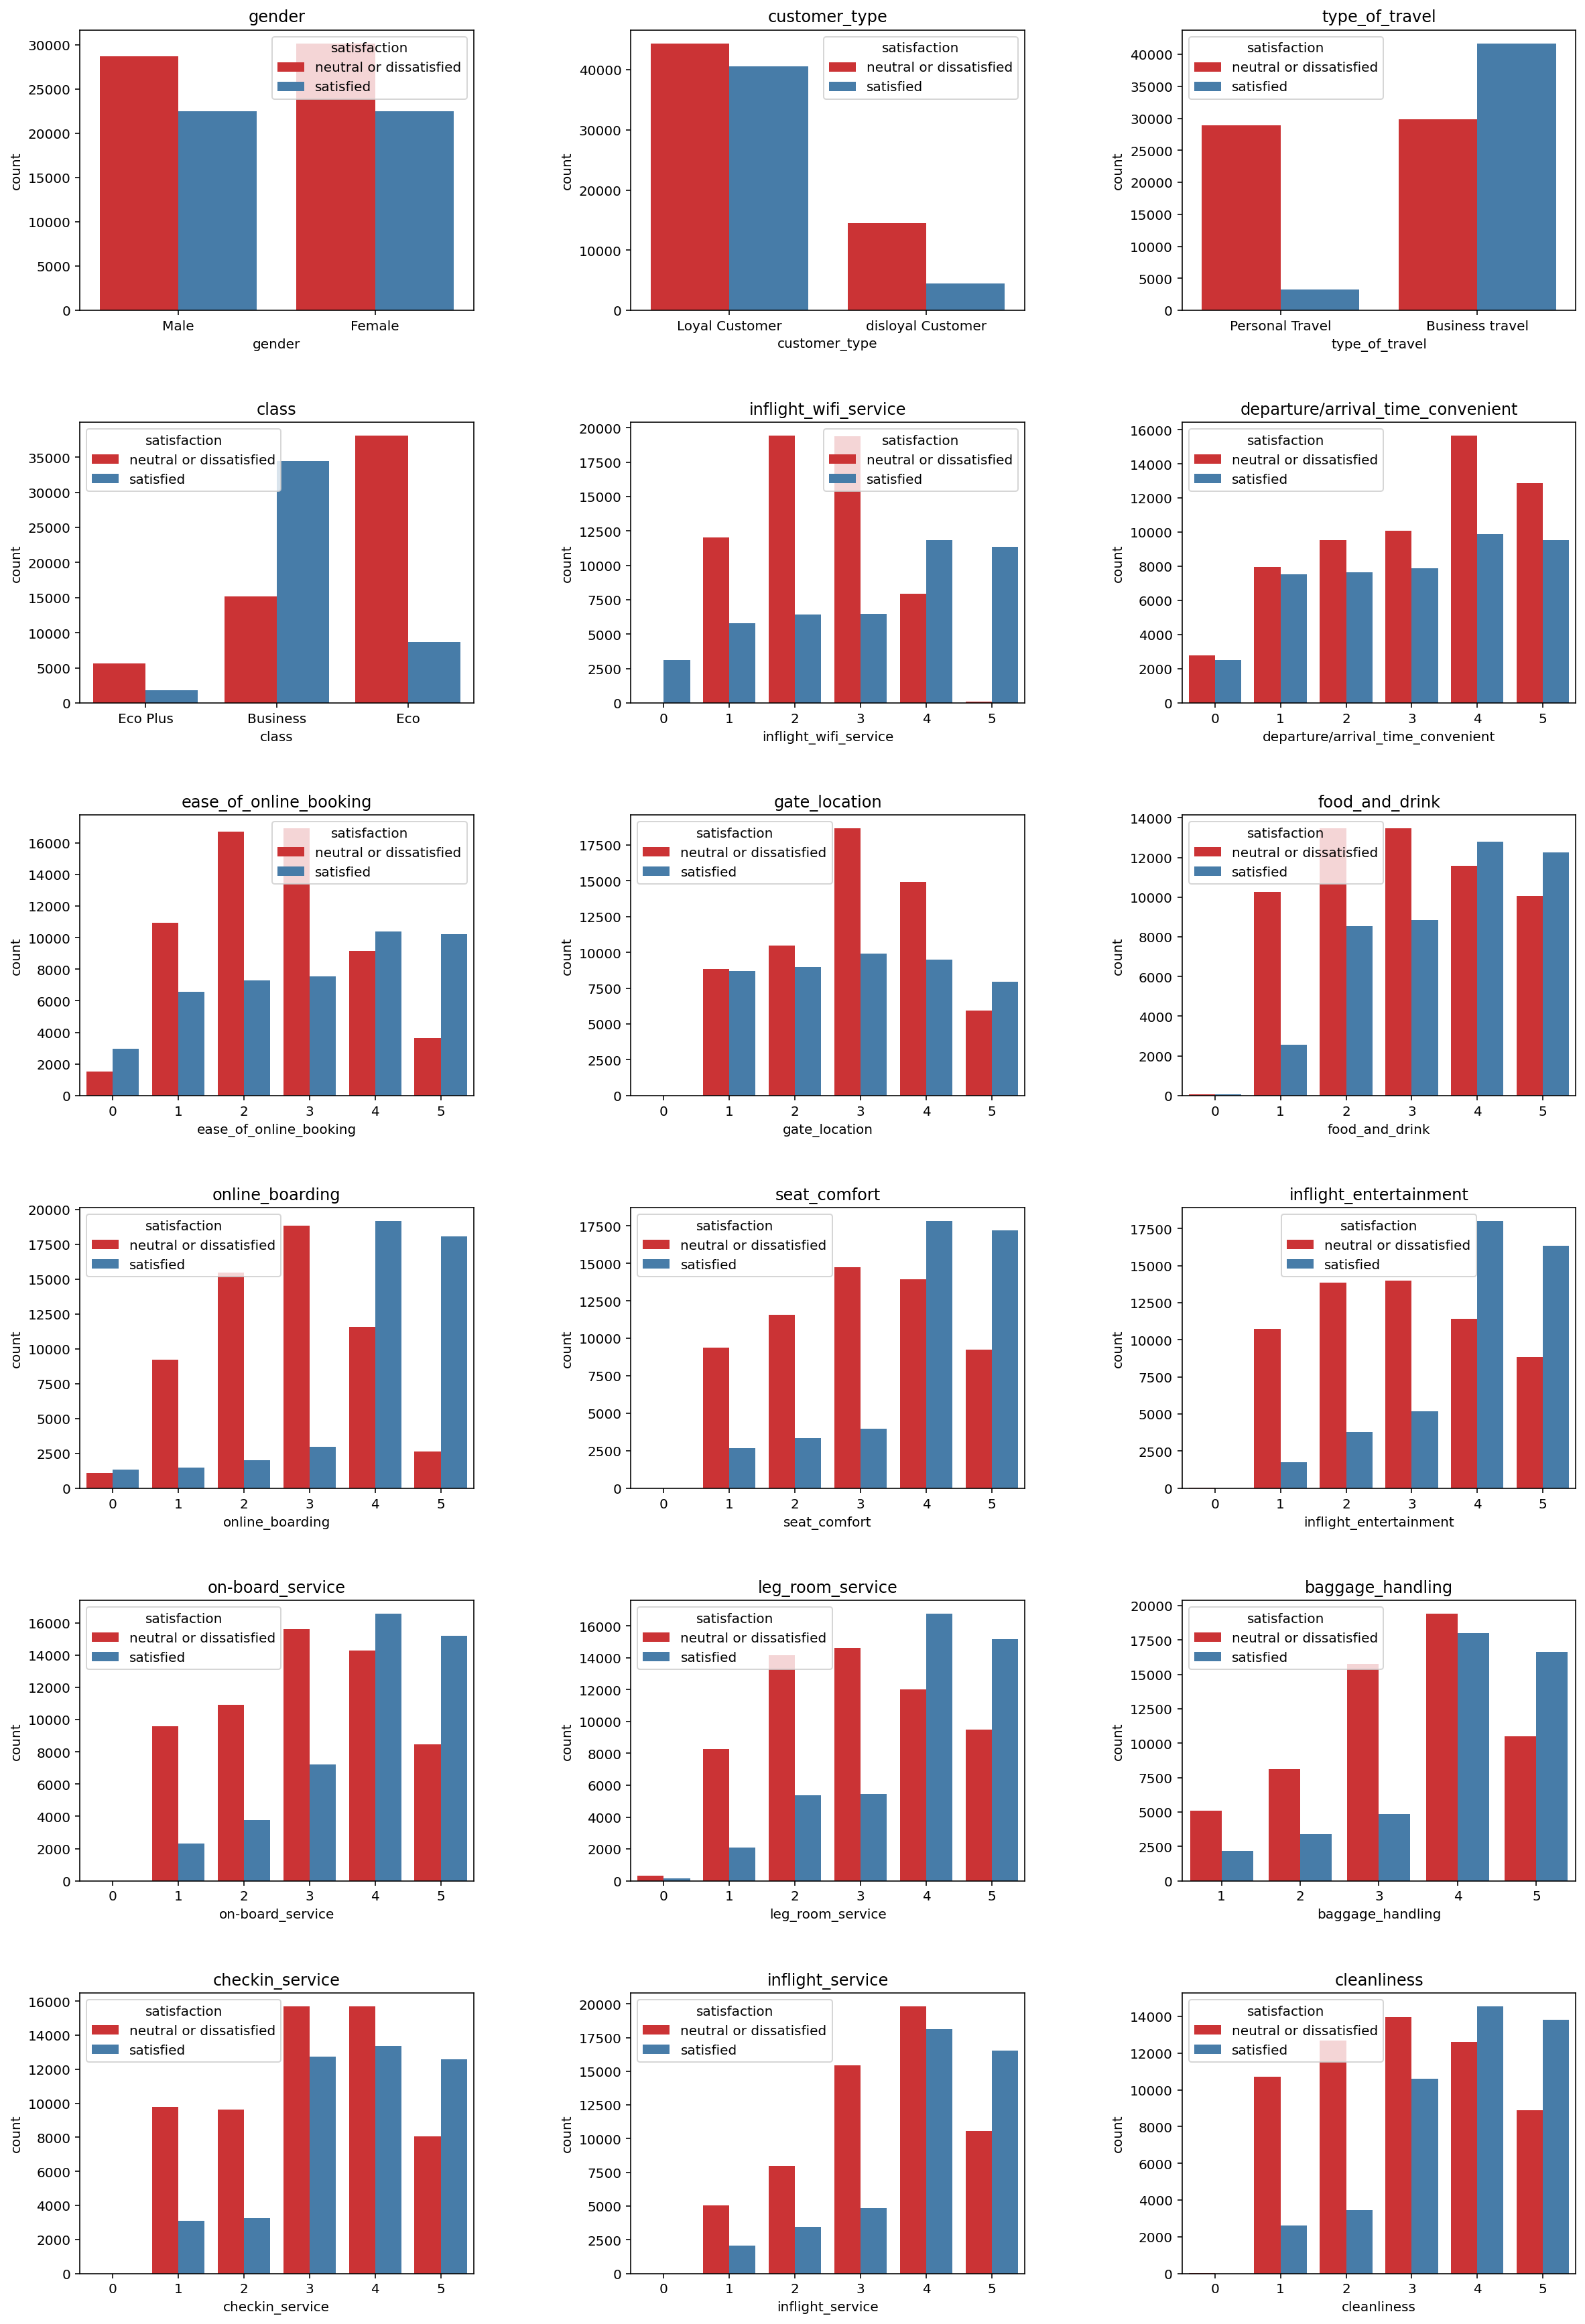 gender
customer_type
type_of_travel
30000
25000
20000
15000
10000
5000
0
count
satisfaction
neutral or dissatisfied
satisfied
Male
Female
gender
40000
30000
20000
10000
0
count
satisfaction
neutral or dissatisfied
satisfied
Loyal Customer
disloyal Customer
customer_type
40000
35000
30000
25000
20000
15000
10000
5000
0
count
satisfaction
neutral or dissatisfied
satisfied
Personal Travel
Business travel
type_of_travel
class
inflight_wifi_service
departure/arrival_time_convenient
35000
30000
25000
20000
15000
10000
5000
0
count
satisfaction
neutral or dissatisfied
satisfied
Eco Plus
Business
Eco
class
20000
17500
15000
12500
10000
7500
5000
2500
0
count
satisfaction
neutral or dissatisfied
satisfied
0 1 2 3 4 5
inflight_wifi_service
16000
14000
12000
10000
8000
6000
4000
2000
0
count
satisfaction
neutral or dissatisfied
satisfied
0 1 2 3 4 5
departure/arrival_time_convenient
ease_of_online_booking
gate_location
food_and_drink
16000
14000
12000
10000
8000
6000
4000
2000
0
count
satisfaction
neutral or dissatisfied
satisfied
0 1 2 3 4 5
ease_of_online_booking
17500
15000
12500
10000
7500
5000
2500
0
count
satisfaction
neutral or dissatisfied
satisfied
0 1 2 3 4 5
gate_location
14000
12000
10000
8000
6000
4000
2000
0
count
satisfaction
neutral or dissatisfied
satisfied
0 1 2 3 4 5
food_and_drink
online_boarding
seat_comfort
inflight_entertainment
20000
17500
15000
12500
10000
7500
5000
2500
0
count
satisfaction
neutral or dissatisfied
satisfied
0 1 2 3 4 5
online_boarding
17500
15000
12500
10000
7500
5000
2500
0
count
satisfaction
neutral or dissatisfied
satisfied
0 1 2 3 4 5
seat_comfort
17500
15000
12500
10000
7500
5000
2500
0
count
satisfaction
neutral or dissatisfied
satisfied
0 1 2 3 4 5
inflight_entertainment
on-board_service
leg_room_service
baggage_handling
16000
14000
12000
10000
8000
6000
4000
2000
0
count
satisfaction
neutral or dissatisfied
satisfied
0 1 2 3 4 5
on-board_service
16000
14000
12000
10000
8000
6000
4000
2000
0
count
satisfaction
neutral or dissatisfied
satisfied
0 1 2 3 4 5
leg_room_service
20000
17500
15000
12500
10000
7500
5000
2500
0
count
satisfaction
neutral or dissatisfied
satisfied
1 2 3 4 5
baggage_handling
checkin_service
inflight_service
cleanliness
16000
14000
12000
10000
8000
6000
4000
2000
0
count
satisfaction
neutral or dissatisfied
satisfied
0 1 2 3 4 5
checkin_service
20000
17500
15000
12500
10000
7500
5000
2500
0
count
satisfaction
neutral or dissatisfied
satisfied
0 1 2 3 4 5
inflight_service
14000
12000
10000
8000
6000
4000
2000
0
count
satisfaction
neutral or dissatisfied
satisfied
0 1 2 3 4 5
cleanliness